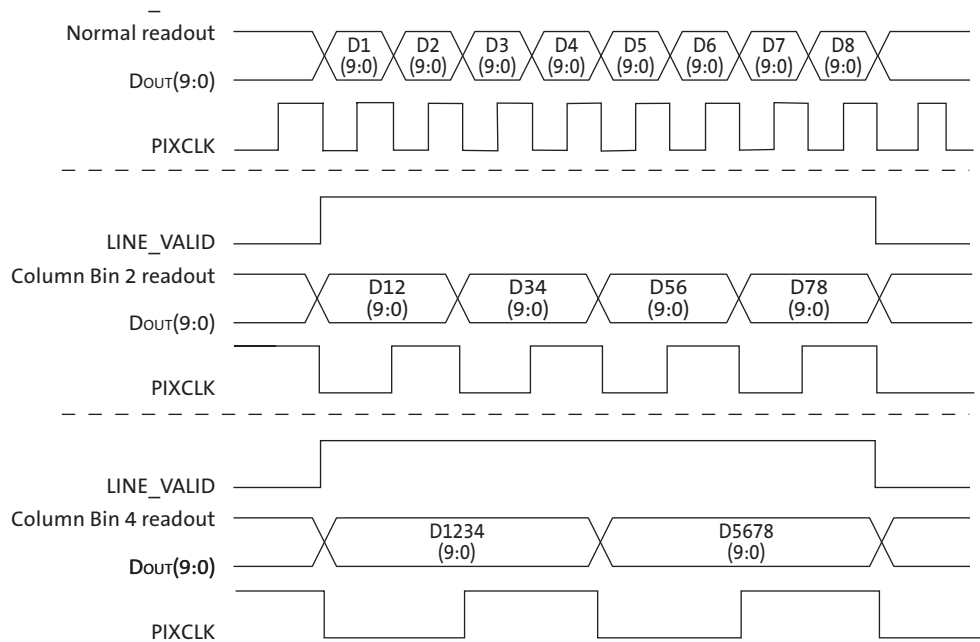 Normal readout
D1 D2 D3 D4 D5 D6 D7 D8
(9:0) (9:0) (9:0) (9:0) (9:0) (9:0) (9:0) (9:0)
DOUT(9:0)
PIXCLK
LINE_VALID
Column Bin 2 readout
D12 D34 D56 D78
(9:0) (9:0) (9:0) (9:0)
DOUT(9:0)
PIXCLK
LINE_VALID
Column Bin 4 readout
D1234 D5678
(9:0) (9:0)
DOUT(9:0)
PIXCLK